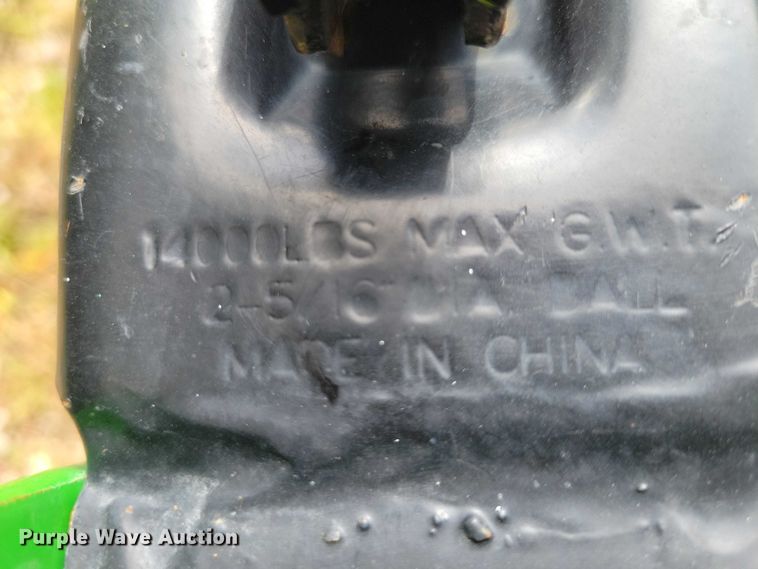 14000LBS MAX G.W.T.
2-5/16" DIA. BALL
MADE IN CHINA
Purple Wave Auction